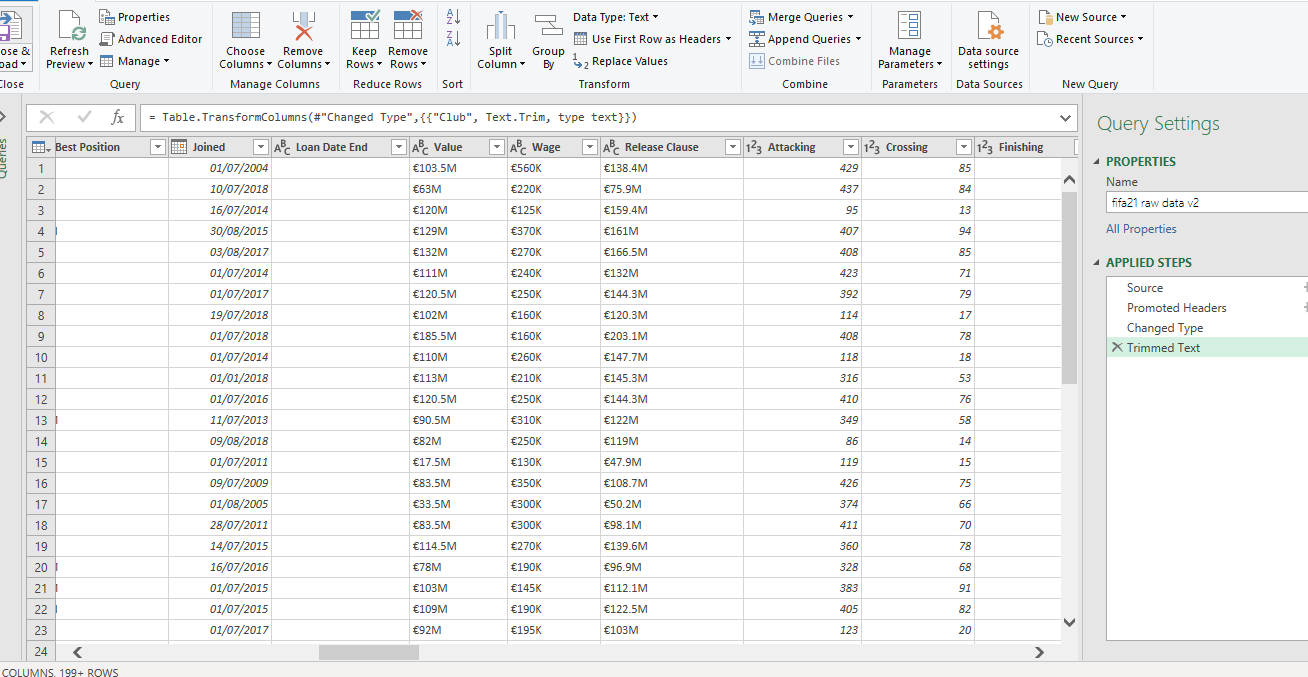 Properties
Advanced Editor
Manage
Refresh
Preview
Query
Choose
Columns
Remove
Columns
Manage Columns
Keep
Rows
Remove
Rows
Reduce Rows
Sort
Split
Column
Group
By
Data Type: Text
Use First Row as Headers
Replace Values
Transform
Merge Queries
Append Queries
Combine Files
Combine
Manage
Parameters
Parameters
Data source
settings
Data Sources
New Source
Recent Sources
New Query
ose &
oad
Close
Queries
fx = Table.TransformColumns(#"Changed Type",{{"Club", Text.Trim, type text}})
Best Position Joined ABC Loan Date End ABC Value ABC Wage ABC Release Clause 123 Attacking 123 Crossing 123 Finishing
1 01/07/2004 €103.5M €560K €138.4M 429 85
2 10/07/2018 €63M €220K €75.9M 437 84
3 16/07/2014 €120M €125K €159.4M 95 13
4 30/08/2015 €129M €370K €161M 407 94
5 03/08/2017 €132M €270K €166.5M 408 85
6 01/07/2014 €111M €240K €132M 423 71
7 01/07/2017 €120.5M €250K €144.3M 392 79
8 19/07/2018 €102M €160K €120.3M 114 17
9 01/07/2018 €185.5M €160K €203.1M 408 78
10 01/07/2014 €110M €260K €147.7M 118 18
11 01/01/2018 €113M €210K €145.3M 316 53
12 01/07/2016 €120.5M €250K €144.3M 410 76
13 11/07/2013 €90.5M €310K €122M 349 58
14 09/08/2018 €82M €250K €119M 86 14
15 01/07/2011 €17.5M €130K €47.9M 119 15
16 09/07/2009 €83.5M €350K €108.7M 426 75
17 01/08/2005 €33.5M €300K €50.2M 374 66
18 28/07/2011 €83.5M €300K €98.1M 411 70
19 14/07/2015 €114.5M €270K €139.6M 360 78
20 16/07/2016 €78M €190K €96.9M 328 68
21 01/07/2015 €103M €145K €112.1M 383 91
22 01/07/2015 €109M €190K €122.5M 405 82
23 01/07/2017 €92M €195K €103M 123 20
24
COLUMNS, 199+ ROWS
Query Settings
PROPERTIES
Name
fifa21 raw data v2
All Properties
APPLIED STEPS
Source
Promoted Headers
Changed Type
Trimmed Text